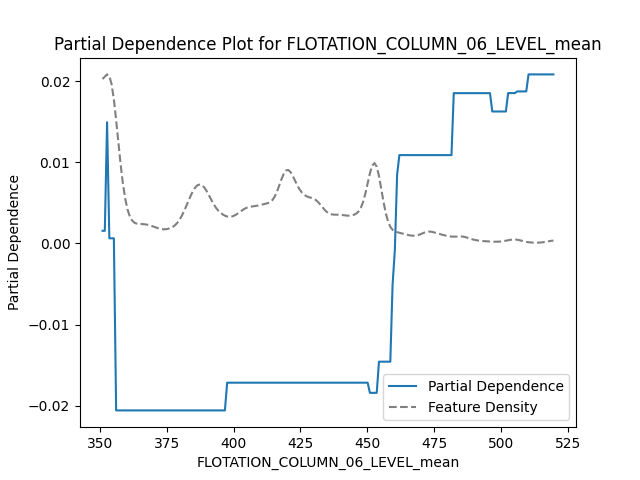 Partial Dependence Plot for FLOTATION_COLUMN_06_LEVEL_mean
0.02
0.01
0.00
−0.01
−0.02
Partial Dependence
350
375
400
425
450
475
500
525
FLOTATION_COLUMN_06_LEVEL_mean
Partial Dependence
Feature Density